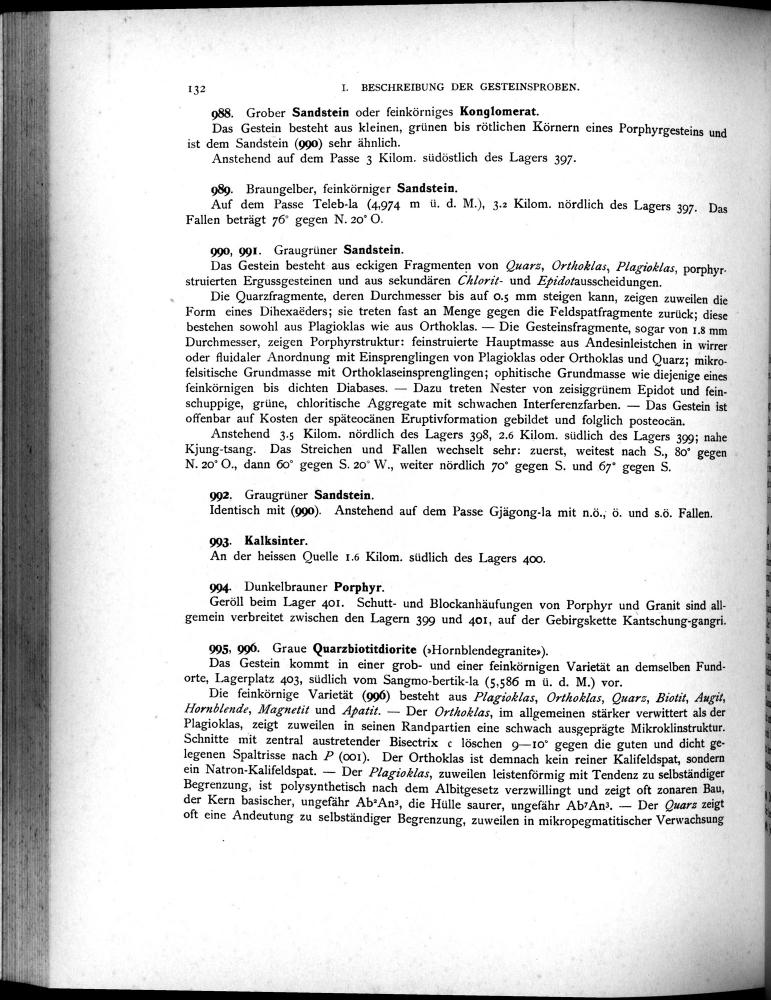 132
I. BESCHREIBUNG DER GESTEINSPROBEN.
988. Grober Sandstein oder feinkörniges Konglomerat.
Das Gestein besteht aus kleinen, grünen bis rötlichen Körnern eines Porphyrgesteins und
ist dem Sandstein (990) sehr ähnlich.
Anstehend auf dem Passe 3 Kilom. südöstlich des Lagers 397.
989. Braungelber, feinkörniger Sandstein.
Auf dem Passe Teleb-la (4,974 m ü. d. M.), 3.2 Kilom. nördlich des Lagers 397. Das
Fallen beträgt 76° gegen N. 20° O.
990, 991. Graugrüner Sandstein.
Das Gestein besteht aus eckigen Fragmenten von Quarz, Orthoklas, Plagioklas, porphyr-
struierten Ergussgesteinen und aus sekundären Chlorit- und Epidotausscheidungen.
Die Quarzfragmente, deren Durchmesser bis auf 0.5 mm steigen kann, zeigen zuweilen die
Form eines Dihexaëders; sie treten fast an Menge gegen die Feldspatfragmente zurück; diese
bestehen sowohl aus Plagioklas wie aus Orthoklas. — Die Gesteinsfragmente, sogar von 1.8 mm
Durchmesser, zeigen Porphyrstruktur: feinstruierte Hauptmasse aus Andesinleistchen in wirrer
oder fluidaler Anordnung mit Einsprenglingen von Plagioklas oder Orthoklas und Quarz; mikro-
felsitische Grundmasse mit Orthoklaseinsprenglingen; ophitische Grundmasse wie diejenige eines
feinkörnigen bis dichten Diabases. — Dazu treten Nester von zeisiggrünem Epidot und fein-
schuppige, grüne, chloritische Aggregate mit schwachen Interferenzfarben. — Das Gestein ist
offenbar auf Kosten der späteocänen Eruptivformation gebildet und folglich posteocän.
Anstehend 3.5 Kilom. nördlich des Lagers 398, 2.6 Kilom. südlich des Lagers 399; nahe
Kjung-tsang. Das Streichen und Fallen wechselt sehr: zuerst, weitest nach S., 80° gegen
N. 20° O., dann 60° gegen S. 20° W., weiter nördlich 70° gegen S. und 67° gegen S.
992. Graugrüner Sandstein.
Identisch mit (990). Anstehend auf dem Passe Gjägong-la mit n.ö., ö. und s.ö. Fallen.
993. Kalksinter.
An der heissen Quelle 1.6 Kilom. südlich des Lagers 400.
994. Dunkelbrauner Porphyr.
Geröll beim Lager 401. Schutt- und Blockanhäufungen von Porphyr und Granit sind all-
gemein verbreitet zwischen den Lagern 399 und 401, auf der Gebirgskette Kantschung-gangri.
995, 996. Graue Quarzbiotitdiorite (»Hornblendegranite»).
Das Gestein kommt in einer grob- und einer feinkörnigen Varietät an demselben Fund-
orte, Lagerplatz 403, südlich vom Sangmo-bertik-la (5,586 m ü. d. M.) vor.
Die feinkörnige Varietät (996) besteht aus Plagioklas, Orthoklas, Quarz, Biotit, Augit,
Hornblende, Magnetit und Apatit. — Der Orthoklas, im allgemeinen stärker verwittert als der
Plagioklas, zeigt zuweilen in seinen Randpartien eine schwach ausgeprägte Mikroklinstruktur.
Schnitte mit zentral austretender Bisectrix c löschen 9—10° gegen die guten und dicht ge-
legenen Spaltrisse nach P (001). Der Orthoklas ist demnach kein reiner Kalifeldspat, sondern
ein Natron-Kalifeldspat. — Der Plagioklas, zuweilen leistenförmig mit Tendenz zu selbständiger
Begrenzung, ist polysynthetisch nach dem Albitgesetz verzwillingt und zeigt oft zonaren Bau,
der Kern basischer, ungefähr Ab²An³, die Hülle saurer, ungefähr Ab⁷An³. — Der Quarz zeigt
oft eine Andeutung zu selbständiger Begrenzung, zuweilen in mikropegmatitischer Verwachsung